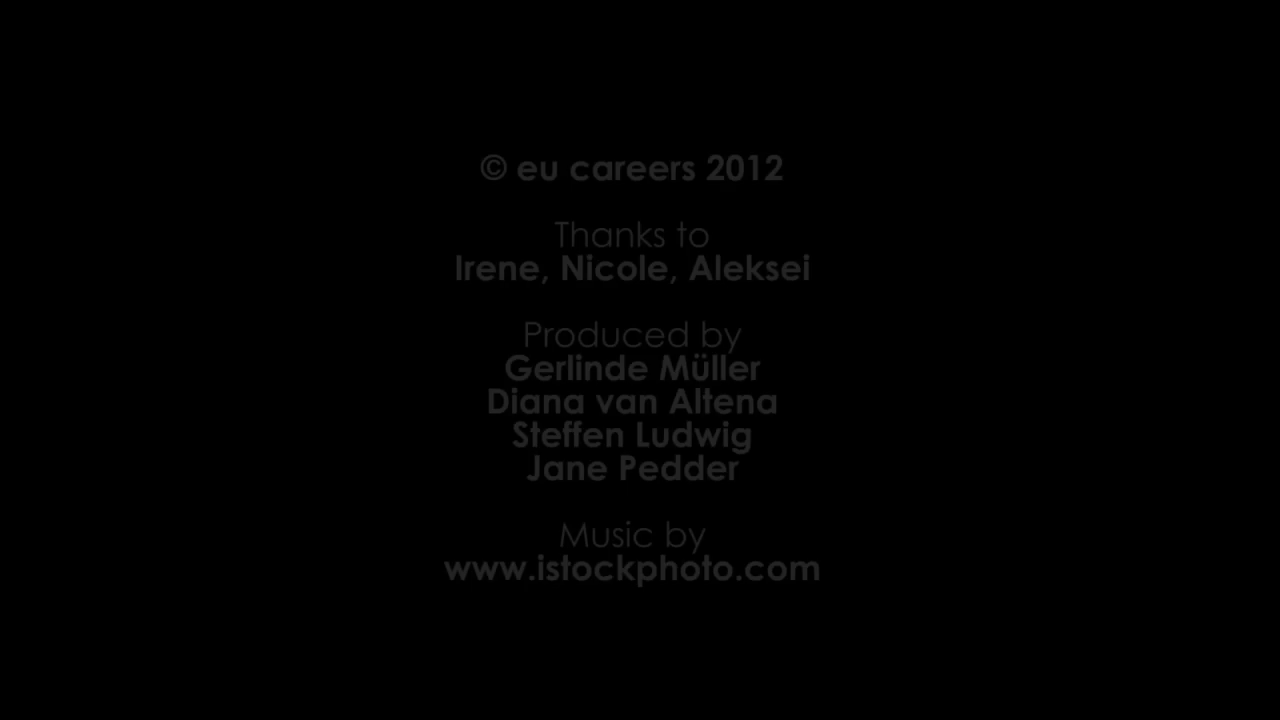 © eu careers 2012
Thanks to
Irene, Nicole, Aleksei
Produced by
Gerlinde Müller
Diana van Altena
Steffen Ludwig
Jane Pedder
Music by
www.istockphoto.com